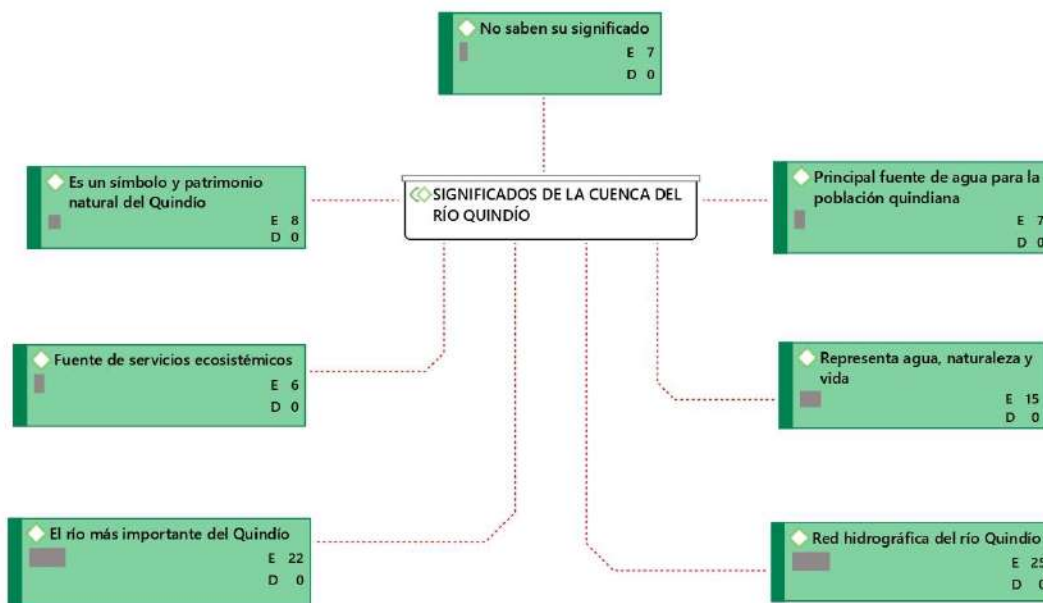 No saben su significado
E 7
D 0
Es un símbolo y patrimonio
natural del Quindío
E 8
D 0
SIGNIFICADOS DE LA CUENCA DEL
RÍO QUINDÍO
Principal fuente de agua para la
población quindiana
E 7
D 0
Fuente de servicios ecosistémicos
E 6
D 0
Representa agua, naturaleza y
vida
E 15
D 0
El río más importante del Quindío
E 22
D 0
Red hidrográfica del río Quindío
E 25
D 0